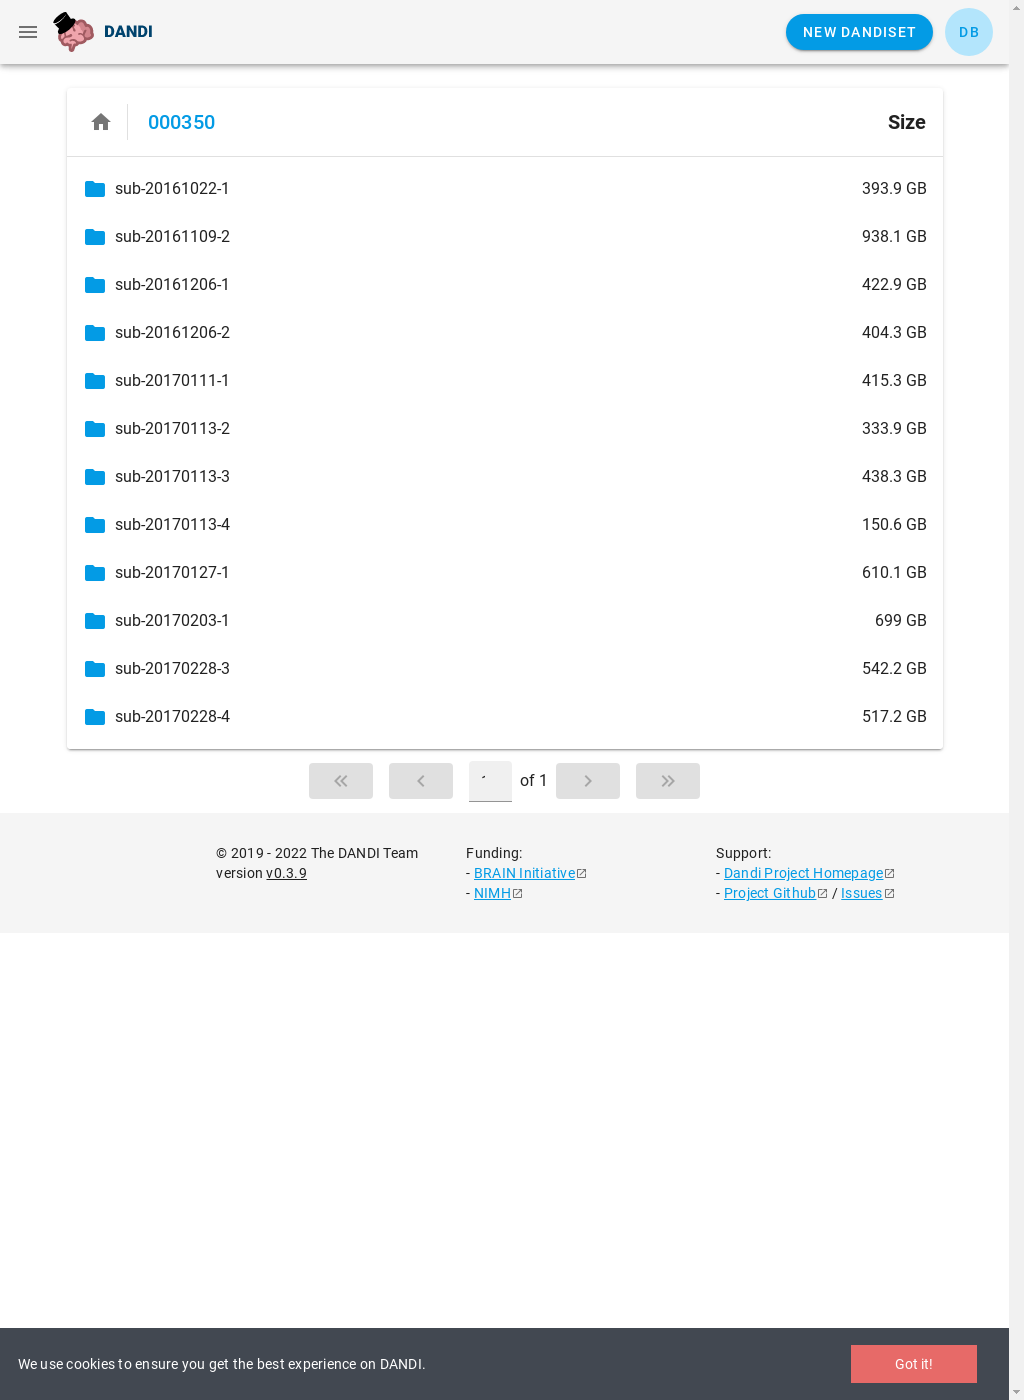 DANDI
NEW DANDISET
DB
000350
Size
sub-20161022-1 393.9 GB
sub-20161109-2 938.1 GB
sub-20161206-1 422.9 GB
sub-20161206-2 404.3 GB
sub-20170111-1 415.3 GB
sub-20170113-2 333.9 GB
sub-20170113-3 438.3 GB
sub-20170113-4 150.6 GB
sub-20170127-1 610.1 GB
sub-20170203-1 699 GB
sub-20170228-3 542.2 GB
sub-20170228-4 517.2 GB
of 1
© 2019 - 2022 The DANDI Team
version v0.3.9
Funding:
- BRAIN Initiative
- NIMH
Support:
- Dandi Project Homepage
- Project Github / Issues
We use cookies to ensure you get the best experience on DANDI.
Got it!